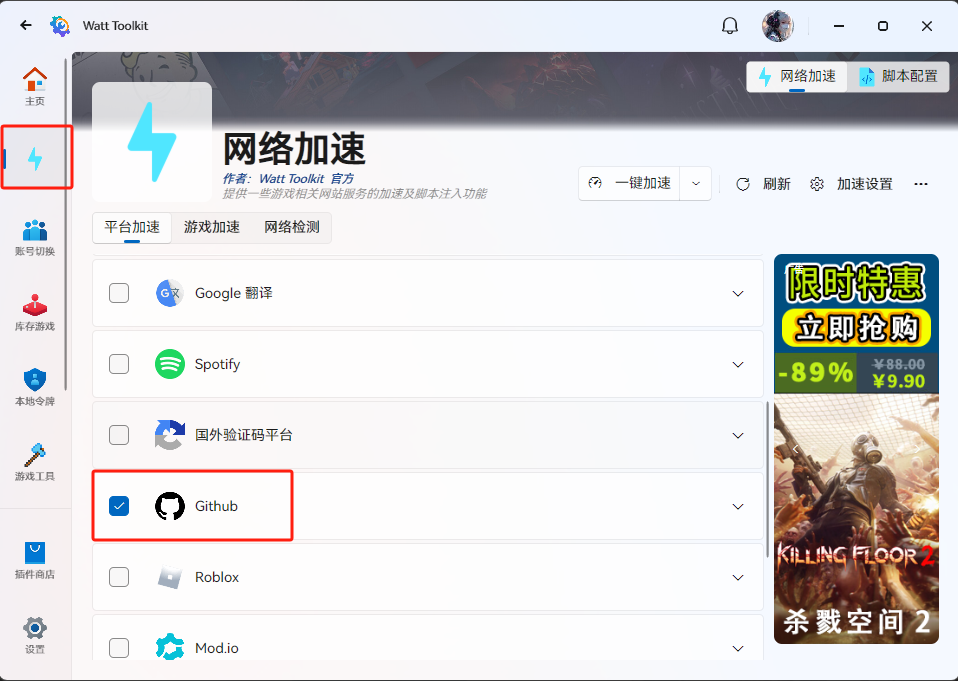 Watt Toolkit
主页
账号切换
库存游戏
本地令牌
游戏工具
插件商店
设置
网络加速
脚本配置
网络加速
作者: Watt Toolkit 官方
提供一些游戏相关网站服务的加速及脚本注入功能
一键加速
刷新
加速设置
平台加速
游戏加速
网络检测
Google 翻译
Spotify
国外验证码平台
Github
Roblox
Mod.io
限时特惠
立即抢购
-89%
¥88.00
¥9.90
KILLING FLOOR 2
杀戮空间 2